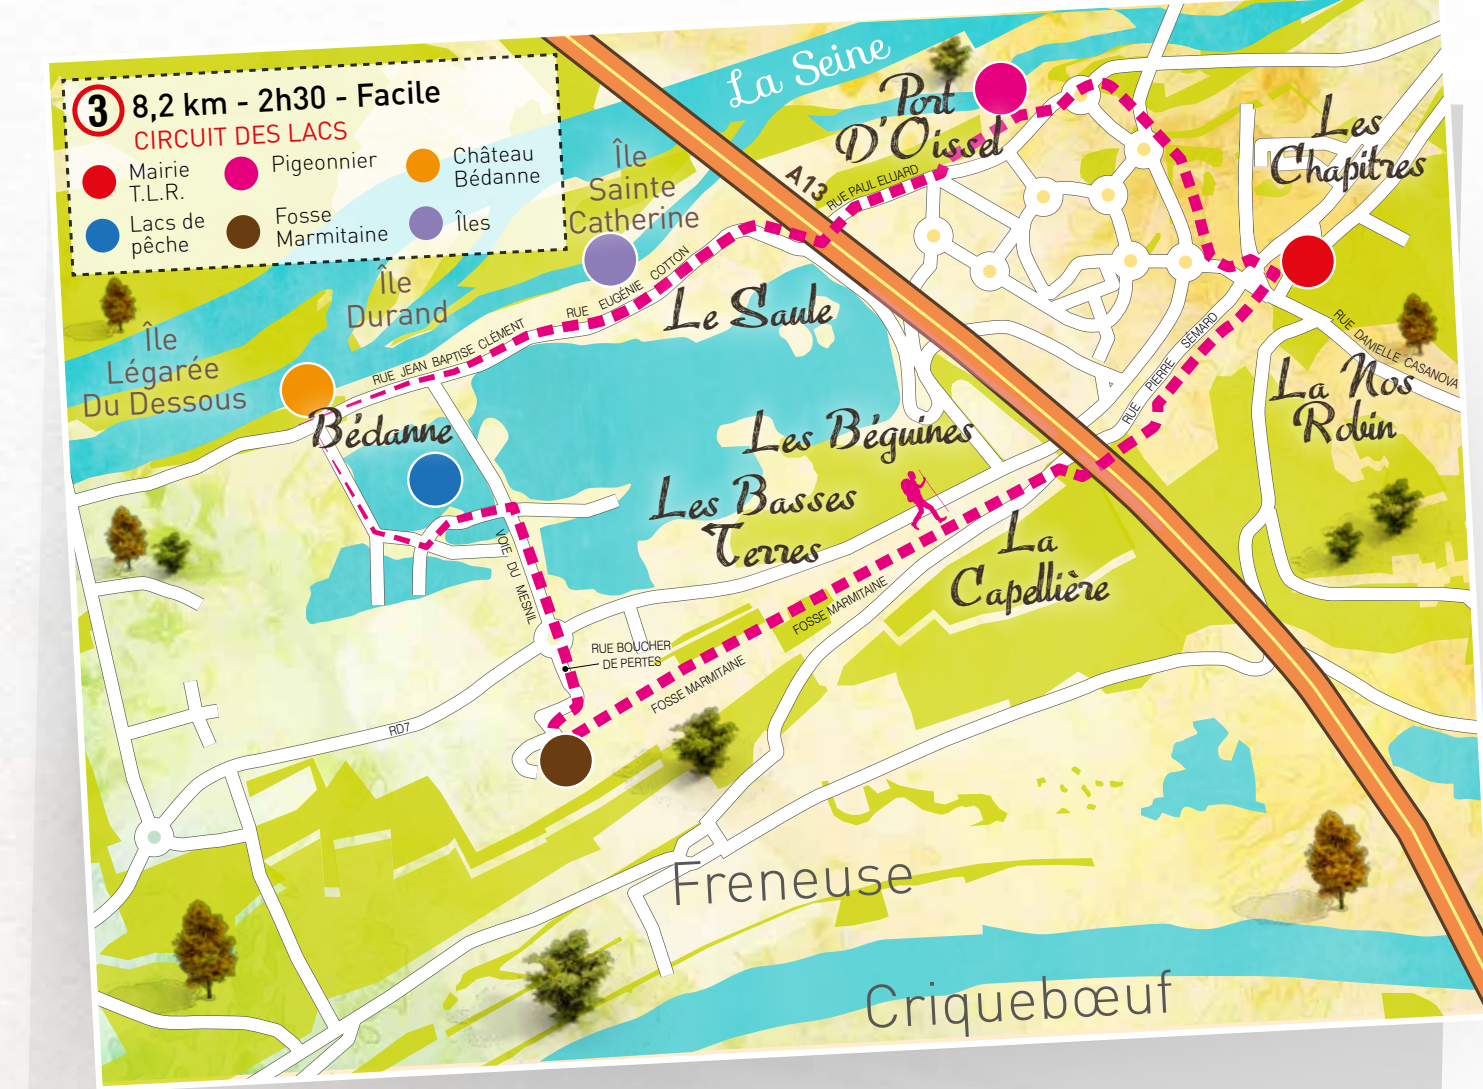 3
8,2 km - 2h30 - Facile
CIRCUIT DES LACS
Mairie
T.L.R.
Pigeonnier
Château
Bédanne
Lacs de
pêche
Fosse
Marmitaine
Îles
La Seine
Port
D'Oissel
Les
Chapitres
Île
Sainte
Catherine
A13
RUE PAUL ELUARD
Île
Durand
RUE EUGÉNIE COTTON
Le Saule
Île
Légarée
Du Dessous
RUE JEAN BAPTISE CLÉMENT
RUE PIERRE SÉMARD
RUE DANIELLE CASANOVA
La Nos
Robin
Bédanne
Les Béguines
Les Basses
Terres
La
Capellière
VOIE DU MESNIL
FOSSE MARMITAINE
RUE BOUCHER
DE PERTES
FOSSE MARMITAINE
RD7
Freneuse
Criquebœuf